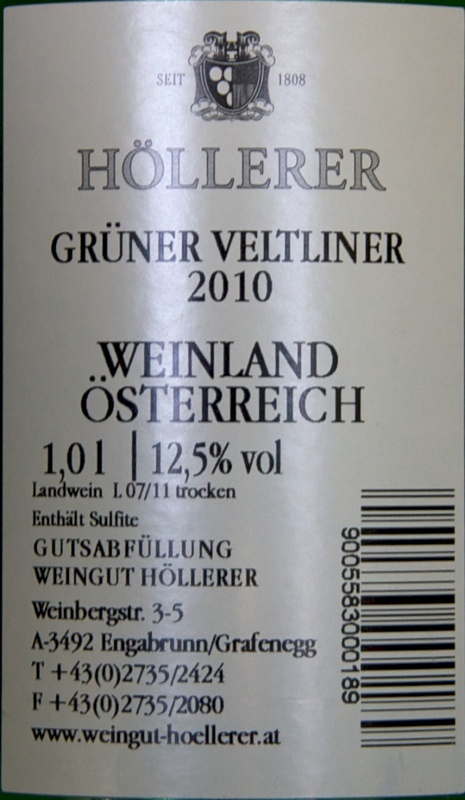 SEIT 1808
HÖLLERER
GRÜNER VELTLINER
2010
WEINLAND
ÖSTERREICH
1,0 l | 12,5% vol
Landwein L 07/11 trocken
Enthält Sulfite
GUTSABFÜLLUNG
WEINGUT HÖLLERER
Weinbergstr. 3-5
A-3492 Engabrunn/Grafenegg
T +43(0)2735/2424
F +43(0)2735/2080
www.weingut-hoellerer.at
9005583000189